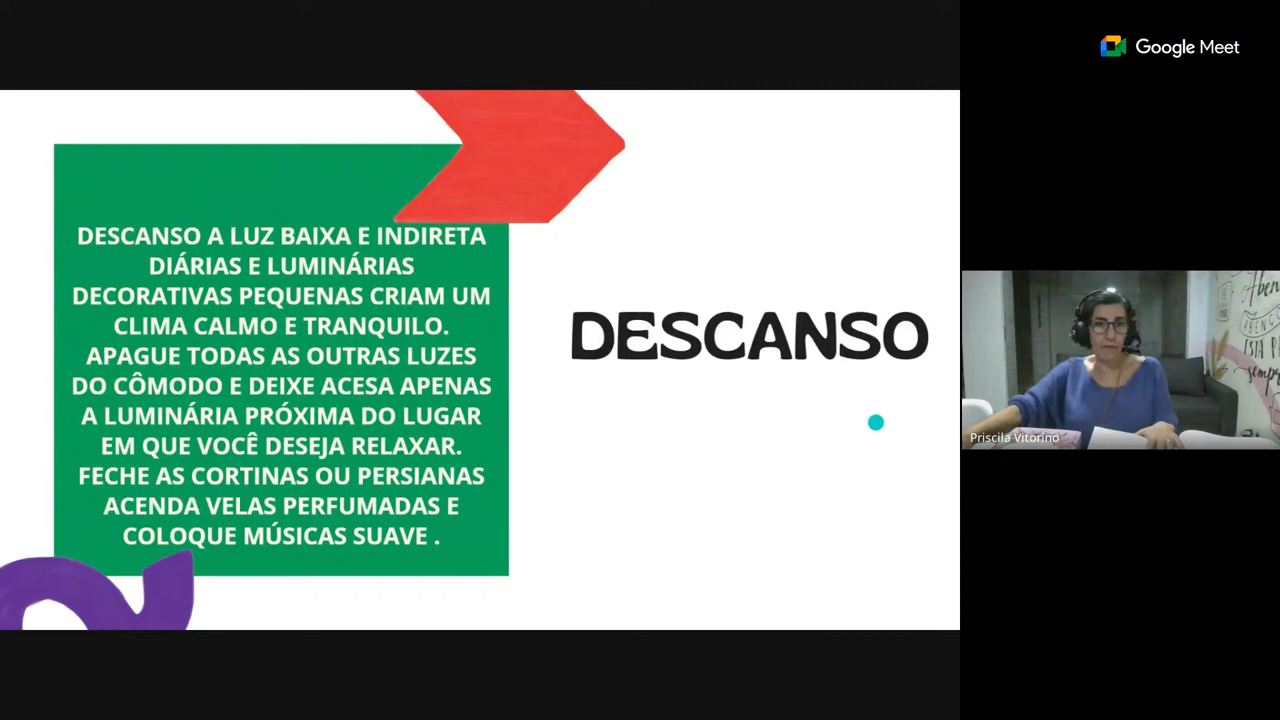 Google Meet
DESCANSO A LUZ BAIXA E INDIRETA
DIÁRIAS E LUMINÁRIAS
DECORATIVAS PEQUENAS CRIAM UM
CLIMA CALMO E TRANQUILO.
APAGUE TODAS AS OUTRAS LUZES
DO CÔMODO E DEIXE ACESA APENAS
A LUMINÁRIA PRÓXIMA DO LUGAR
EM QUE VOCÊ DESEJA RELAXAR.
FECHE AS CORTINAS OU PERSIANAS
ACENDA VELAS PERFUMADAS E
COLOQUE MÚSICAS SUAVE .
DESCANSO
Priscila Vitorino
ESTÁ
sempre